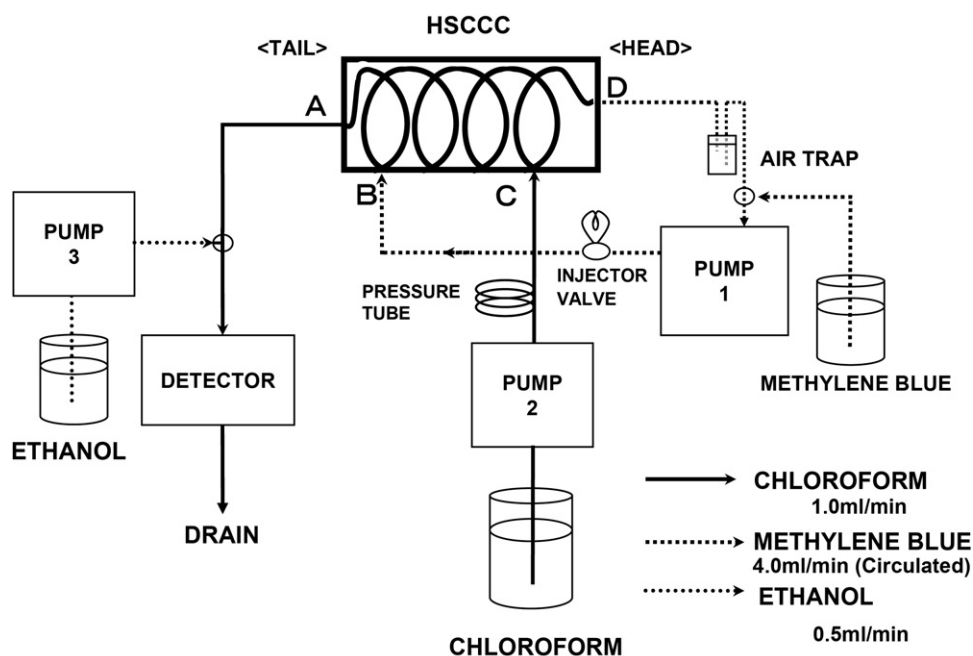 HSCCC
<TAIL>
<HEAD>
A
D
B
C
AIR TRAP
PUMP
3
INJECTOR
VALVE
PUMP
1
PRESSURE
TUBE
DETECTOR
PUMP
2
METHYLENE BLUE
ETHANOL
DRAIN
CHLOROFORM
CHLOROFORM
1.0ml/min
METHYLENE BLUE
4.0ml/min (Circulated)
ETHANOL
0.5ml/min